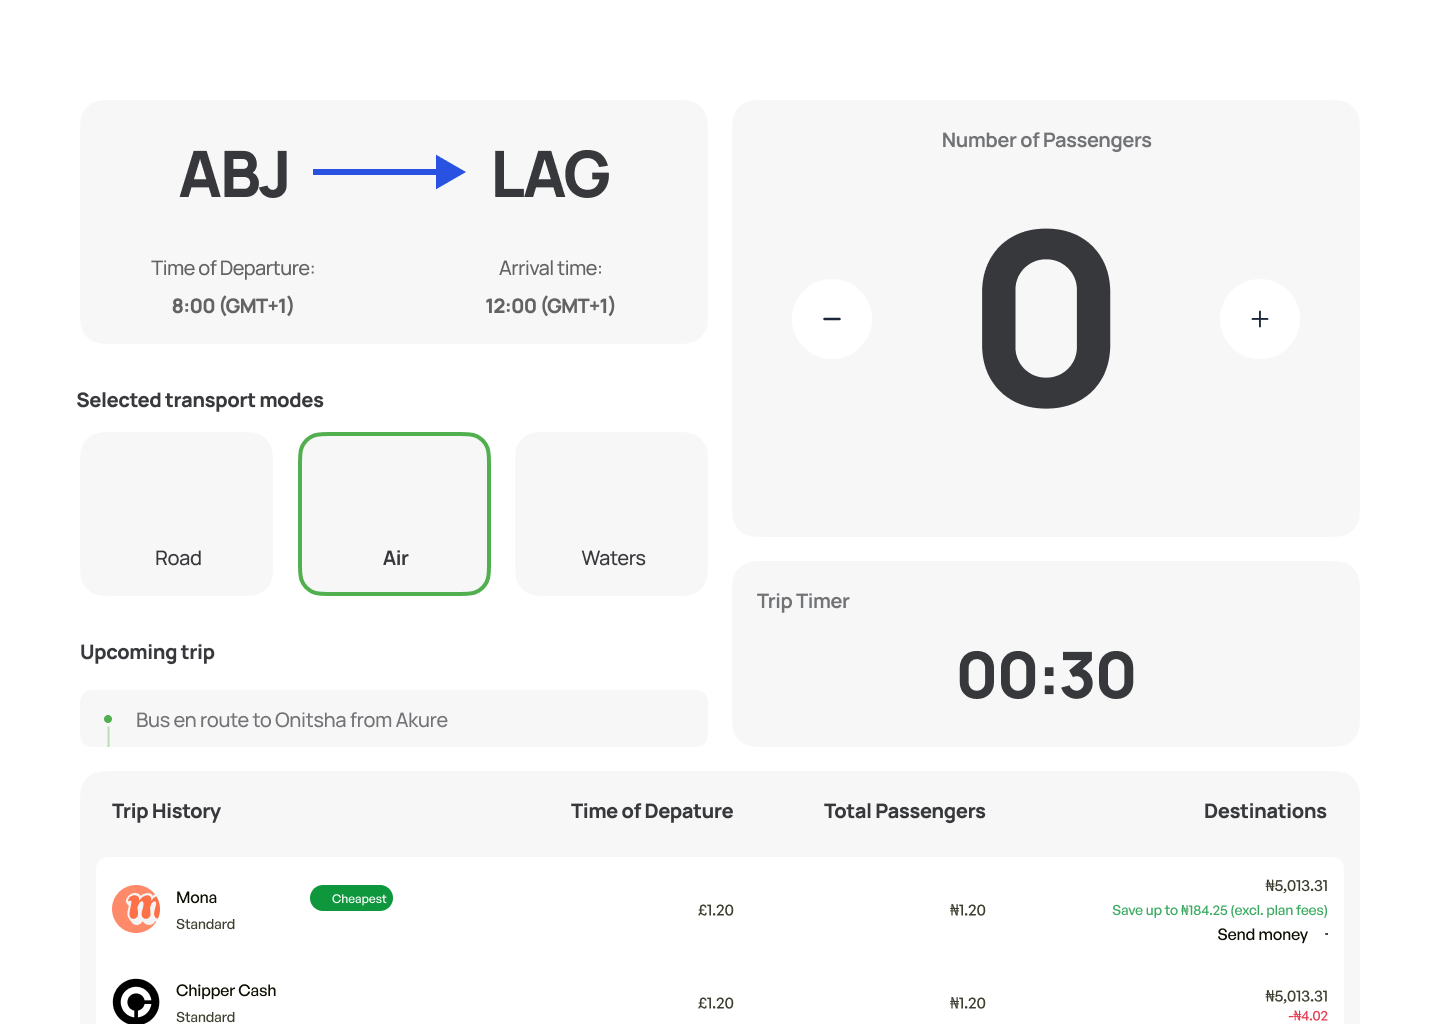 ABJ LAG
Time of Departure: Arrival time:
8:00 (GMT+1) 12:00 (GMT+1)
Number of Passengers
0
Selected transport modes
Road Air Waters
Trip Timer
00:30
Upcoming trip
Bus en route to Onitsha from Akure
Trip History Time of Depature Total Passengers Destinations
Mona Cheapest
Standard
£1.20 ₦1.20
₦5,013.31
Save up to ₦184.25 (excl. plan fees)
Send money
Chipper Cash
Standard
£1.20 ₦1.20
₦5,013.31
-₦4.02